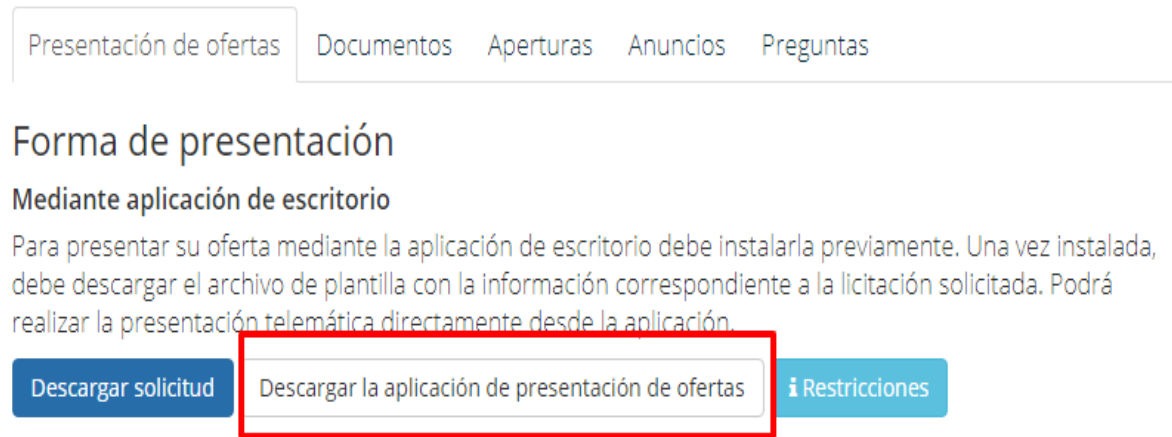 Presentación de ofertas Documentos Aperturas Anuncios Preguntas
Forma de presentación
Mediante aplicación de escritorio
Para presentar su oferta mediante la aplicación de escritorio debe instalarla previamente. Una vez instalada,
debe descargar el archivo de plantilla con la información correspondiente a la licitación solicitada. Podrá
realizar la presentación telemática directamente desde la aplicación.
Descargar solicitud Descargar la aplicación de presentación de ofertas i Restricciones